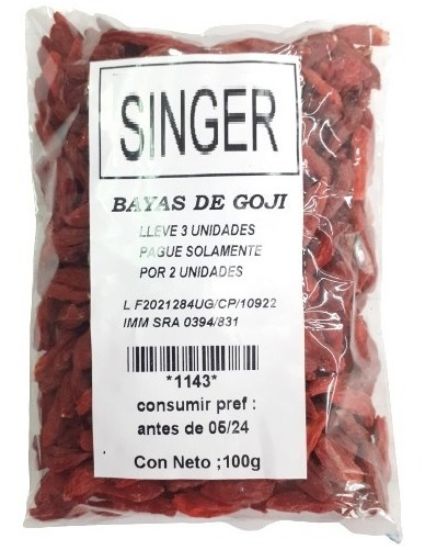 SINGER
BAYAS DE GOJI
LLEVE 3 UNIDADES
PAGUE SOLAMENTE
POR 2 UNIDADES
L F2021284UG/CP/10922
IMM SRA 0394/831
*1143*
consumir pref :
antes de 05/24
Con Neto ;100g